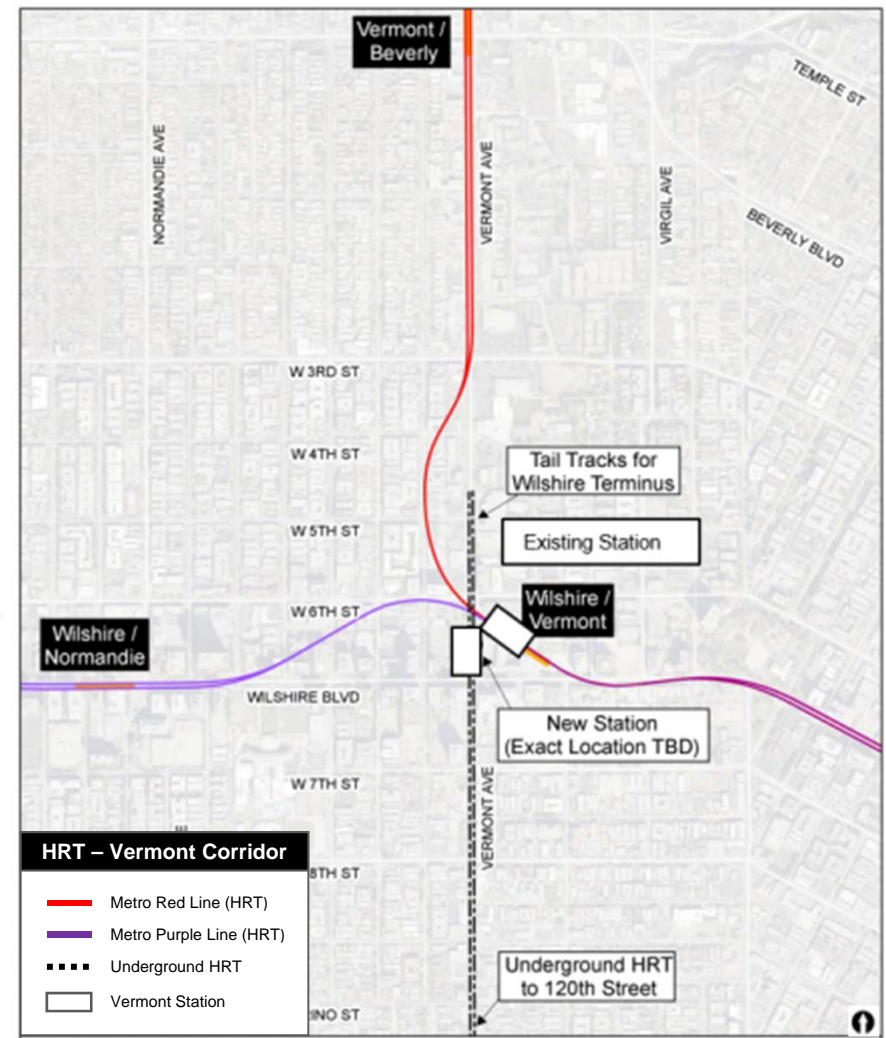 Vermont /
Beverly
TEMPLE ST
NORMANDIE AVE
VERMONT AVE
VIRGIL AVE
BEVERLY BLVD
W 3RD ST
W 4TH ST
Tail Tracks for
Wilshire Terminus
W 5TH ST
Existing Station
W 6TH ST
Wilshire /
Vermont
Wilshire /
Normandie
WILSHIRE BLVD
New Station
(Exact Location TBD)
W 7TH ST
VERMONT AVE
HRT – Vermont Corridor
8TH ST
Metro Red Line (HRT)
Metro Purple Line (HRT)
Underground HRT
Vermont Station
Underground HRT
to 120th Street
RINO ST